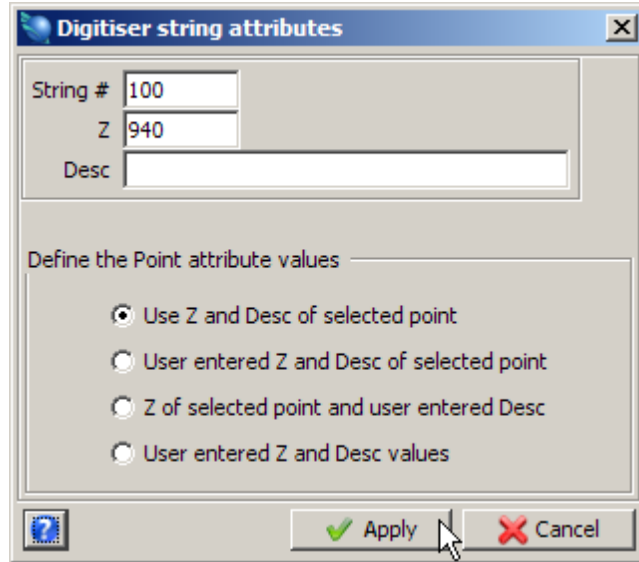 Digitiser string attributes
String # 100
Z 940
Desc
Define the Point attribute values
Use Z and Desc of selected point
User entered Z and Desc of selected point
Z of selected point and user entered Desc
User entered Z and Desc values
? Apply Cancel